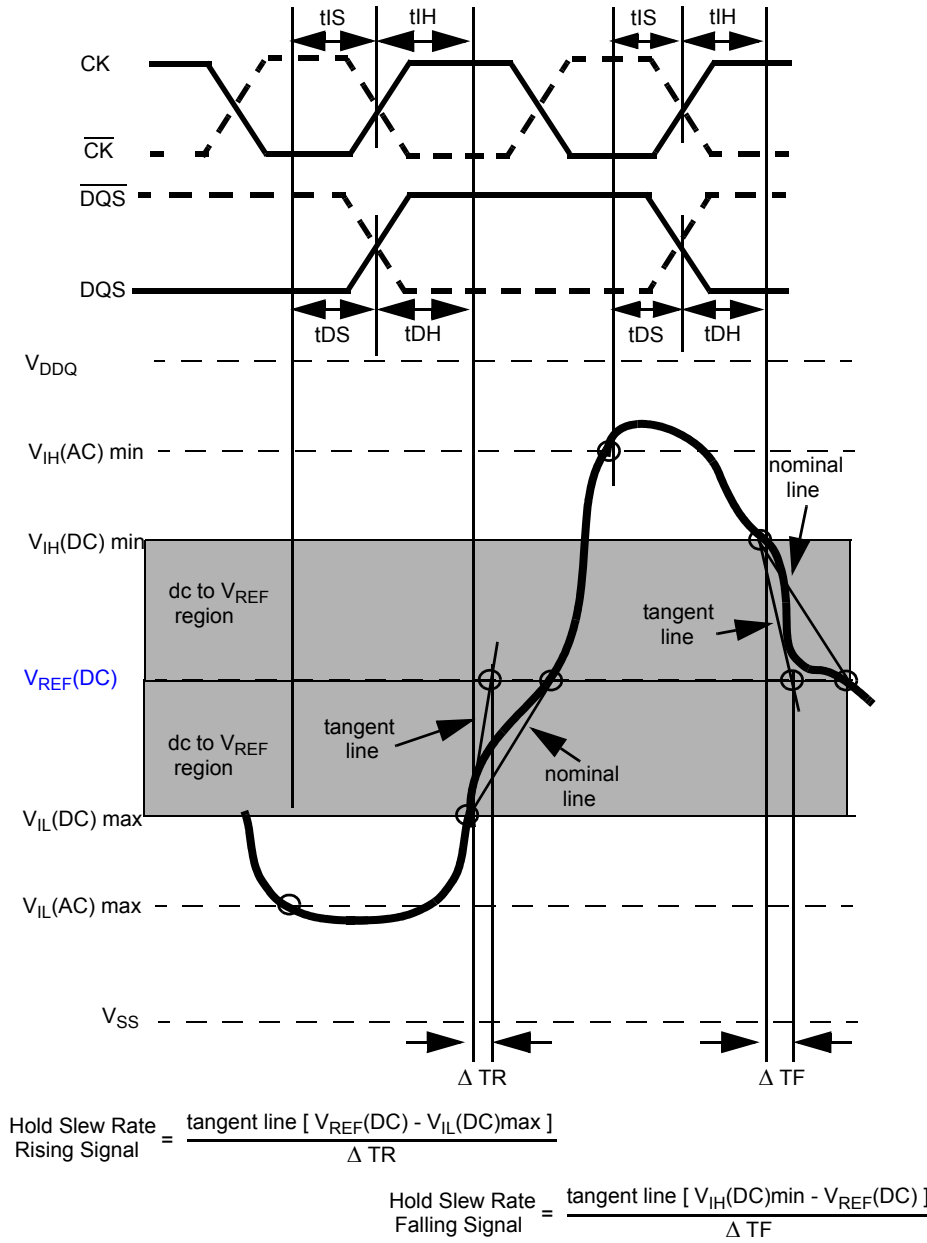 tIS tIH tIS tIH
CK
CK
DQS
DQS
tDS tDH tDS tDH
VDDQ
VIH(AC) min
nominal
line
VIH(DC) min
dc to VREF
region
tangent
line
VREF(DC)
tangent
line
dc to VREF
region
nominal
line
VIL(DC) max
VIL(AC) max
VSS
Δ TR Δ TF
Hold Slew Rate
Rising Signal
=
tangent line [ VREF(DC) - VIL(DC)max ]
Δ TR
Hold Slew Rate
Falling Signal
=
tangent line [ VIH(DC)min - VREF(DC) ]
Δ TF